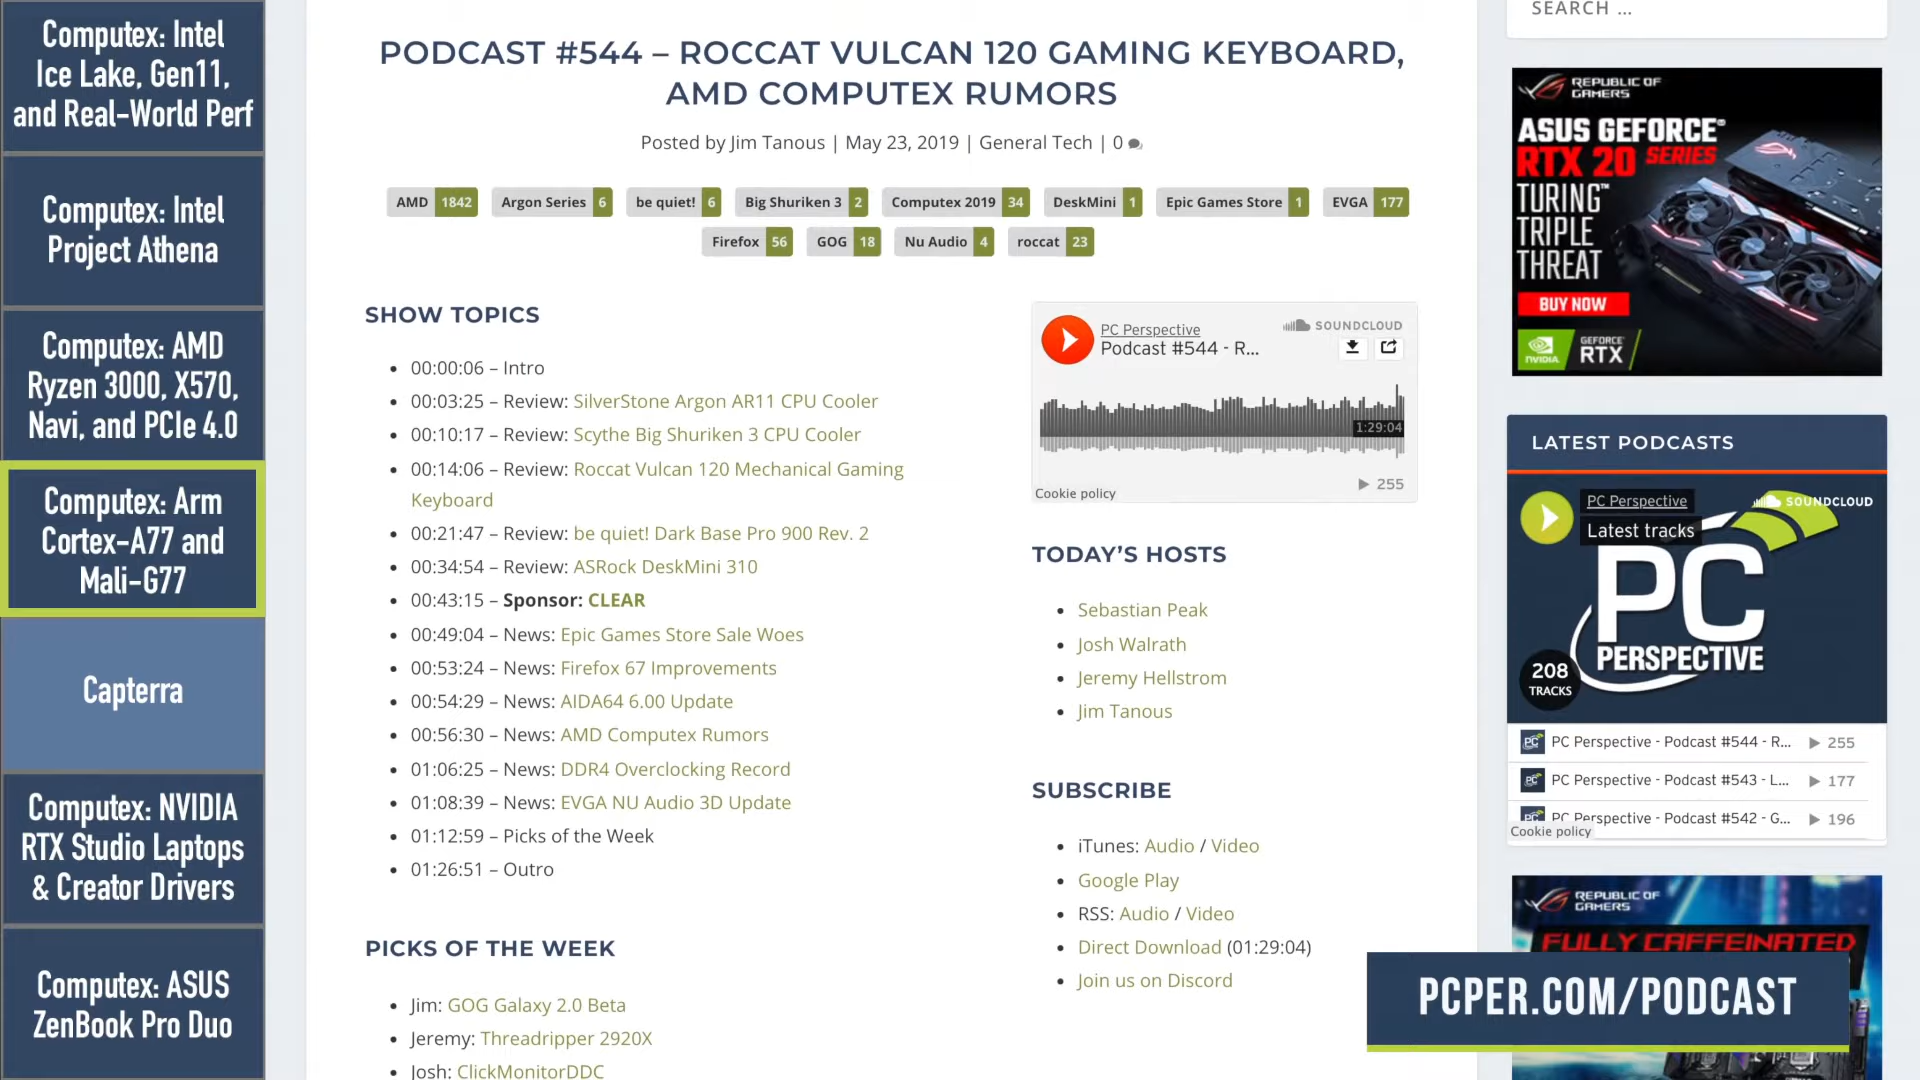 Computex: Intel
Ice Lake, Gen11,
and Real-World Perf
Computex: Intel
Project Athena
Computex: AMD
Ryzen 3000, X570,
Navi, and PCIe 4.0
Computex: Arm
Cortex-A77 and
Mali-G77
Capterra
Computex: NVIDIA
RTX Studio Laptops
& Creator Drivers
Computex: ASUS
ZenBook Pro Duo
PODCAST #544 – ROCCAT VULCAN 120 GAMING KEYBOARD,
AMD COMPUTEX RUMORS
Posted by Jim Tanous | May 23, 2019 | General Tech | 0
AMD 1842 Argon Series 6 be quiet! 6 Big Shuriken 3 2 Computex 2019 34 DeskMini 1 Epic Games Store 1 EVGA 177
Firefox 56 GOG 18 Nu Audio 4 roccat 23
SHOW TOPICS
00:00:06 – Intro
00:03:25 – Review: SilverStone Argon AR11 CPU Cooler
00:10:17 – Review: Scythe Big Shuriken 3 CPU Cooler
00:14:06 – Review: Roccat Vulcan 120 Mechanical Gaming
Keyboard
00:21:47 – Review: be quiet! Dark Base Pro 900 Rev. 2
00:34:54 – Review: ASRock DeskMini 310
00:43:15 – Sponsor: CLEAR
00:49:04 – News: Epic Games Store Sale Woes
00:53:24 – News: Firefox 67 Improvements
00:54:29 – News: AIDA64 6.00 Update
00:56:30 – News: AMD Computex Rumors
01:06:25 – News: DDR4 Overclocking Record
01:08:39 – News: EVGA NU Audio 3D Update
01:12:59 – Picks of the Week
01:26:51 – Outro
PICKS OF THE WEEK
Jim: GOG Galaxy 2.0 Beta
Jeremy: Threadripper 2920X
Josh: ClickMonitorDDC
PC Perspective
SOUNDCLOUD
Podcast #544 - R...
1:29:04
255
Cookie policy
TODAY’S HOSTS
Sebastian Peak
Josh Walrath
Jeremy Hellstrom
Jim Tanous
SUBSCRIBE
iTunes: Audio / Video
Google Play
RSS: Audio / Video
Direct Download (01:29:04)
Join us on Discord
SEARCH ...
REPUBLIC OF
GAMERS
ASUS GEFORCE®
RTX 20 SERIES
TURING™
TRIPLE
THREAT
BUY NOW
NVIDIA
GEFORCE
RTX
LATEST PODCASTS
PC Perspective
SOUNDCLOUD
Latest tracks
PC
PERSPECTIVE
208
TRACKS
PC Perspective - Podcast #544 - R... 255
PC Perspective - Podcast #543 - L... 177
PC Perspective - Podcast #542 - G... 196
Cookie policy
REPUBLIC OF
GAMERS
FULLY CAFFEINATED
PCPER.COM/PODCAST